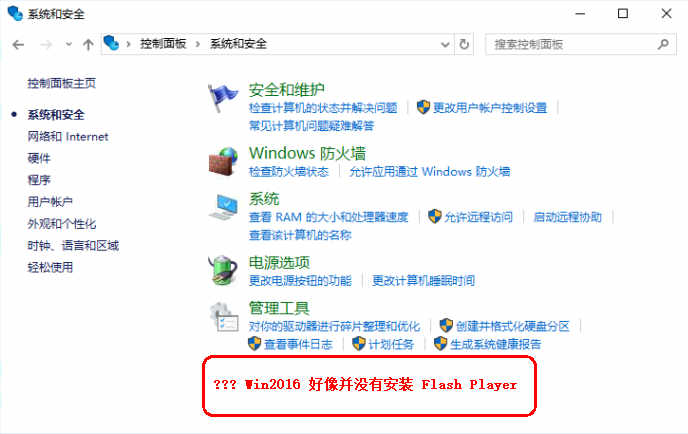 系统和安全
控制面板 系统和安全
搜索控制面板
控制面板主页
系统和安全
网络和 Internet
硬件
程序
用户帐户
外观和个性化
时钟、语言和区域
轻松使用
安全和维护
检查计算机的状态并解决问题 更改用户帐户控制设置
常见计算机问题疑难解答
Windows 防火墙
检查防火墙状态 允许应用通过 Windows 防火墙
系统
查看 RAM 的大小和处理器速度 允许远程访问 启动远程协助
查看该计算机的名称
电源选项
更改电源按钮的功能 更改计算机睡眠时间
管理工具
对你的驱动器进行碎片整理和优化 创建并格式化硬盘分区
查看事件日志 计划任务 生成系统健康报告
??? Win2016 好像并没有安装 Flash Player